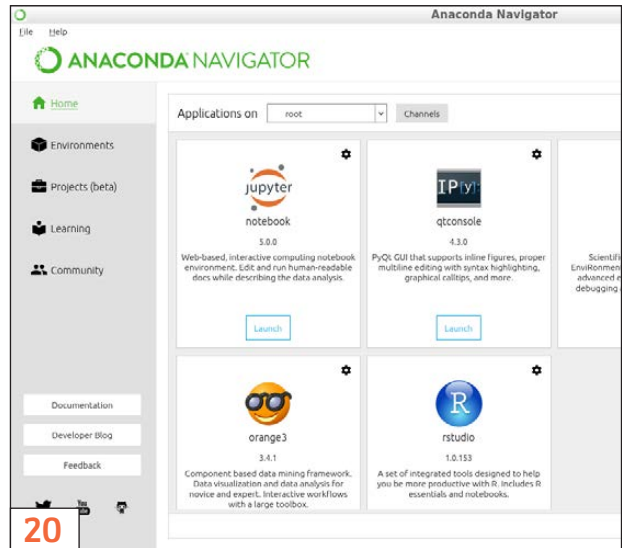 Anaconda Navigator
File Help
ANACONDA NAVIGATOR
Home
Environments
Projects (beta)
Learning
Community
Documentation
Developer Blog
Feedback
Applications on root Channels
jupyter
notebook
5.0.0
Web-based, interactive computing notebook
environment. Edit and run human-readable
docs while describing the data analysis.
Launch
IP[y]:
qtconsole
4.3.0
PyQt GUI that supports inline figures, proper
multiline editing with syntax highlighting,
graphical calltips, and more.
Launch
advanced
debugging
orange3
3.4.1
Component based data mining framework.
Data visualization and data analysis for
novice and expert. Interactive workflows
with a large toolbox.
R
rstudio
1.0.153
A set of integrated tools designed to help
you be more productive with R. Includes R
essentials and notebooks.
You
20